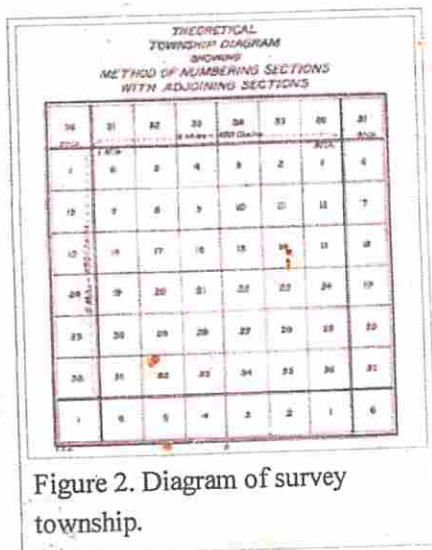 THEORETICAL
TOWNSHIP DIAGRAM
SHOWING
METHOD OF NUMBERING SECTIONS
WITH ADJOINING SECTIONS
36 31 32 33 34 35 36 31
1 6 5 4 3 2 1 6
12 7 8 9 10 11 12 7
13 17 16 15 14 13 18
24 19 20 21 22 23 24 19
25 30 29 28 27 26 25 30
36 31 32 33 34 35 36 31
1 6 5 4 3 2 1 6
Figure 2. Diagram of survey
township.